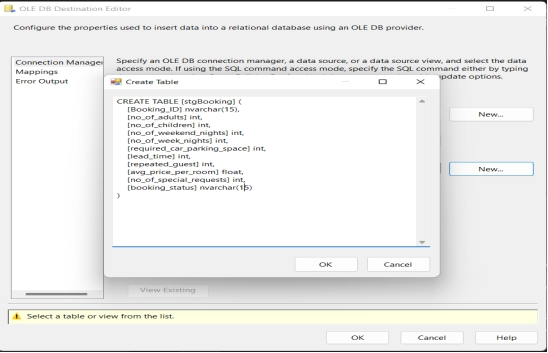 OLE DB Destination Editor
Configure the properties used to insert data into a relational database using an OLE DB provider.
Connection Manager
Mappings
Error Output
Specify an OLE DB connection manager, a data source, or a data source view, and select the data
access mode. If using the SQL command access mode, specify the SQL command either by typing
update options.
Create Table
CREATE TABLE [stgBooking] (
[Booking_ID] nvarchar(15),
[no_of_adults] int,
[no_of_children] int,
[no_of_weekend_nights] int,
[no_of_week_nights] int,
[required_car_parking_space] int,
[lead_time] int,
[repeated_guest] int,
[avg_price_per_room] float,
[no_of_special_requests] int,
[booking_status] nvarchar(15)
)
New...
New...
OK
Cancel
View Existing
Select a table or view from the list.
OK
Cancel
Help